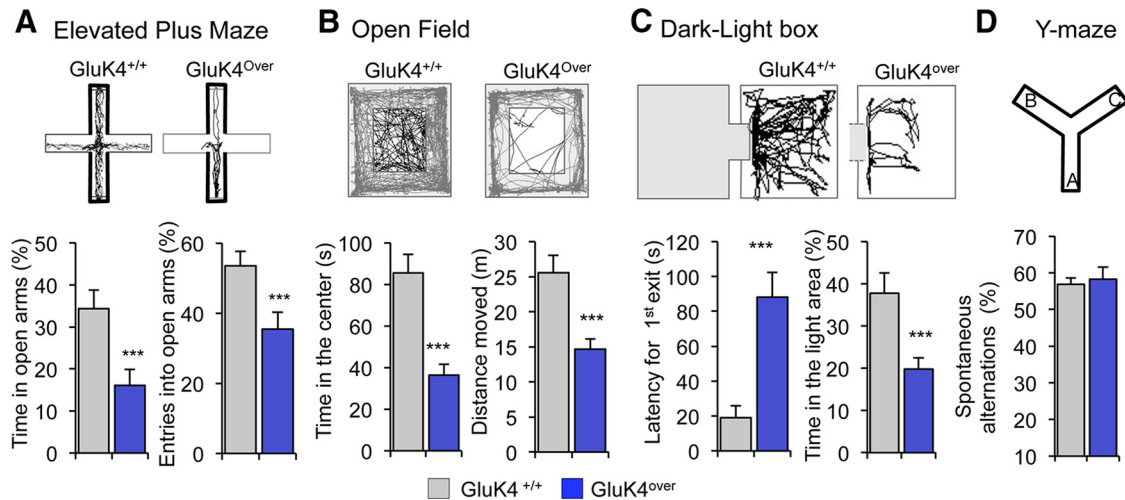 A Elevated Plus Maze
GluK4+/+ GluK4Over
Time in open arms (%)
50
40
30
20
10
0
***
Entries into open arms (%)
60
40
20
0
***
B Open Field
GluK4+/+ GluK4Over
Time in the center (s)
100
80
60
40
20
0
***
Distance moved (m)
30
25
20
15
10
5
0
***
C Dark-Light box
GluK4+/+ GluK4over
Latency for 1st exit (s)
120
100
80
60
40
20
0
***
Time in the light area (%)
50
40
30
20
10
0
***
D Y-maze
B C
A
Spontaneous
alternations (%)
70
60
50
40
30
20
10
GluK4+/+ GluK4over